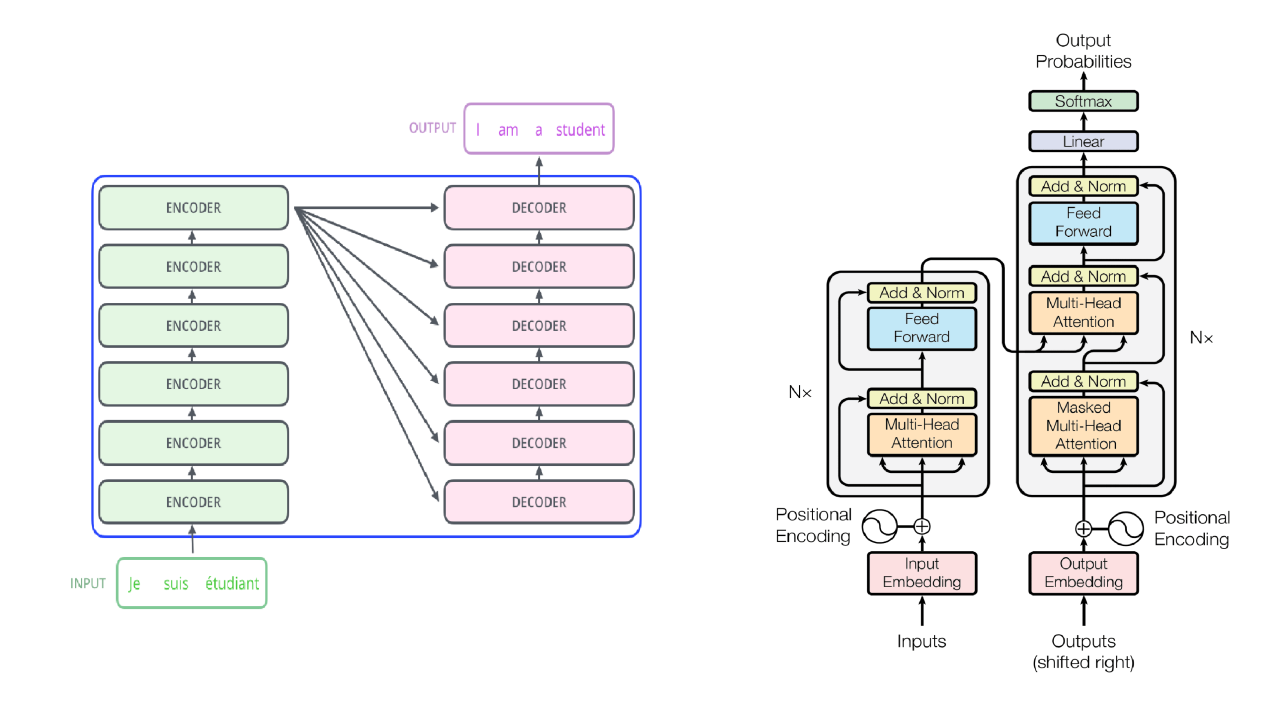 OUTPUT
I am a student
ENCODER
ENCODER
ENCODER
ENCODER
ENCODER
ENCODER
DECODER
DECODER
DECODER
DECODER
DECODER
DECODER
INPUT
Je suis étudiant
Output
Probabilities
Softmax
Linear
Add & Norm
Feed
Forward
Add & Norm
Multi-Head
Attention
Add & Norm
Masked
Multi-Head
Attention
N×
Add & Norm
Feed
Forward
N×
Add & Norm
Multi-Head
Attention
Positional
Encoding
Positional
Encoding
Input
Embedding
Output
Embedding
Inputs
Outputs
(shifted right)